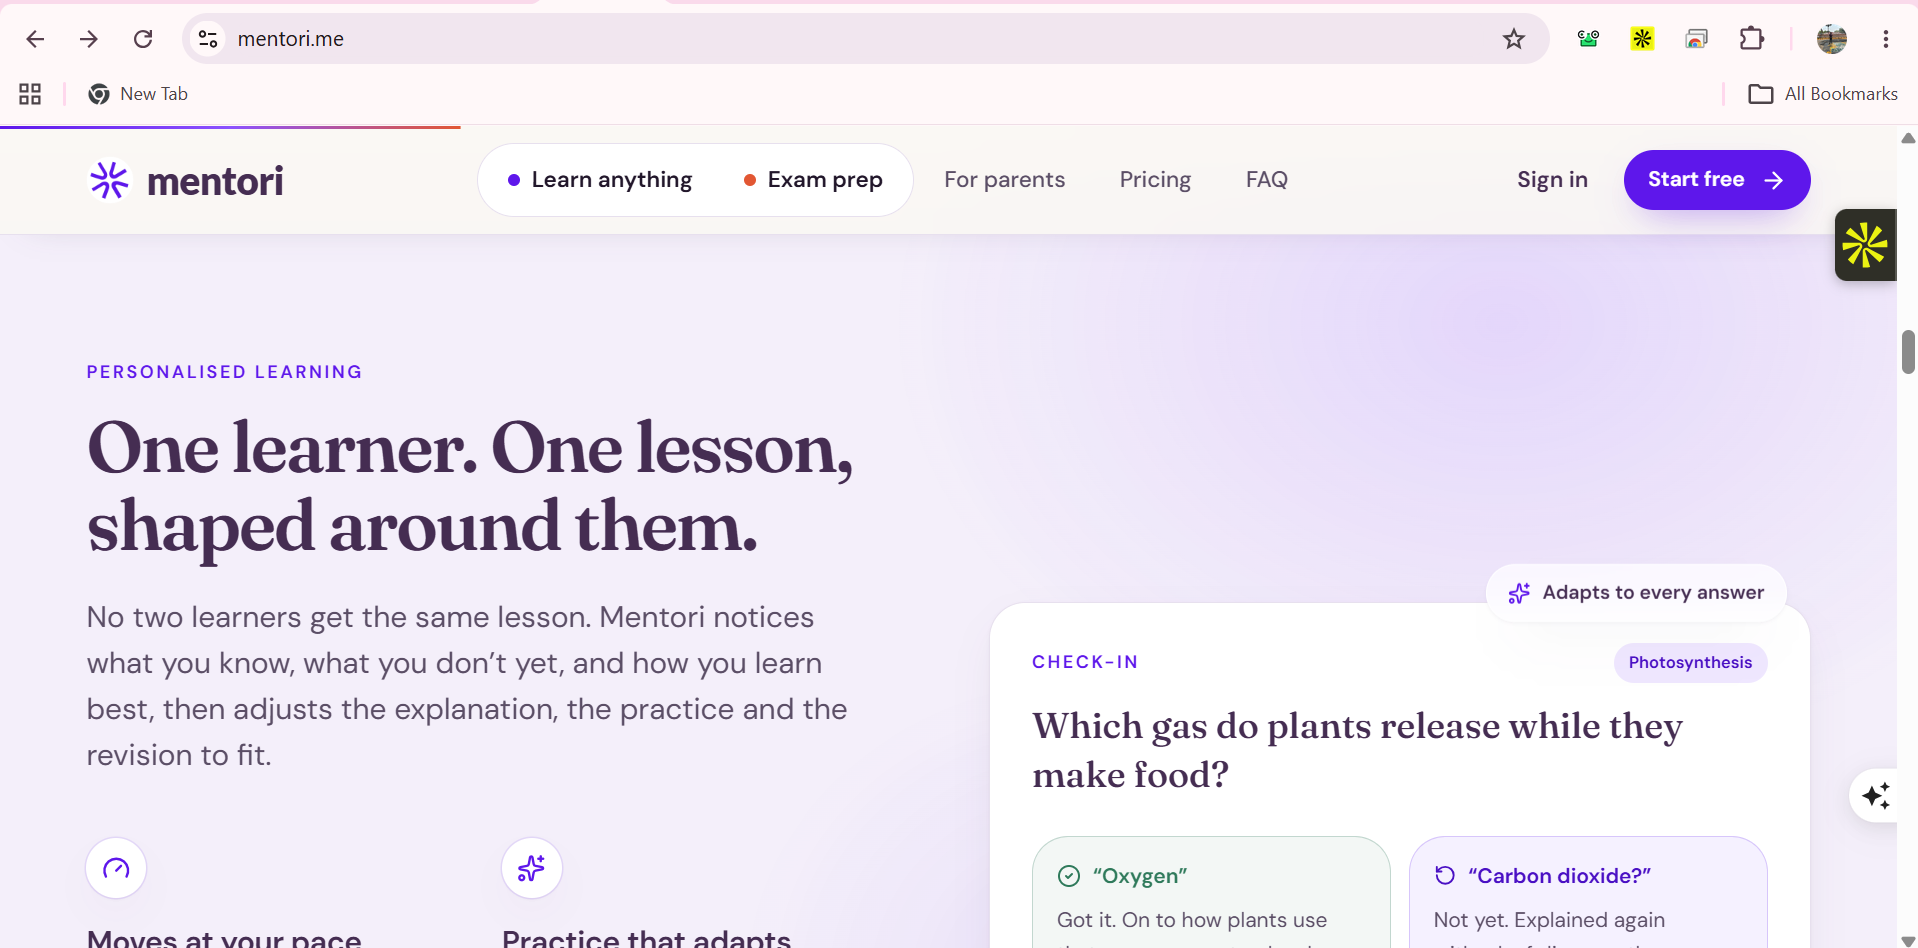 mentori.me
New Tab
All Bookmarks
mentori
Learn anything
Exam prep
For parents
Pricing
FAQ
Sign in
Start free
PERSONALISED LEARNING
One learner. One lesson,
shaped around them.
No two learners get the same lesson. Mentori notices
what you know, what you don’t yet, and how you learn
best, then adjusts the explanation, the practice and the
revision to fit.
Moves at your pace
Practice that adapts
Adapts to every answer
CHECK-IN
Photosynthesis
Which gas do plants release while they
make food?
“Oxygen”
Got it. On to how plants use
“Carbon dioxide?”
Not yet. Explained again